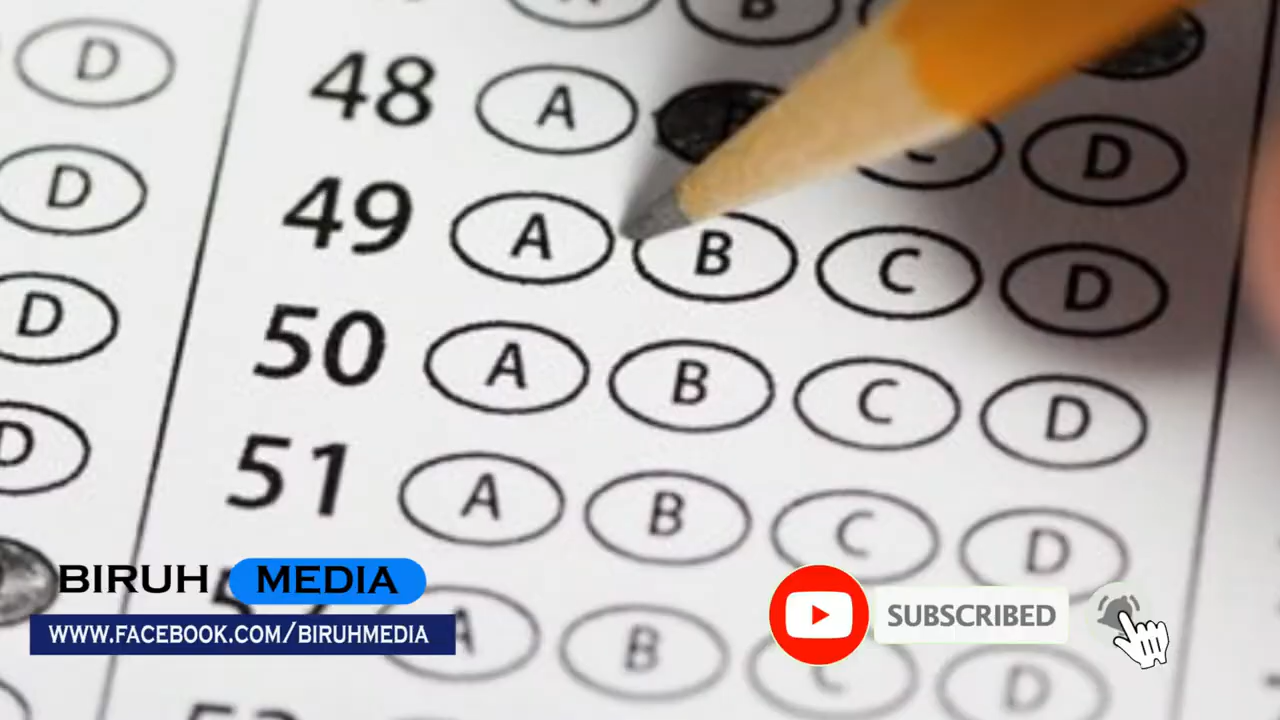 D
48 A B C D
D
49 A B C D
D
50 A B C D
D
51 A B C D
A B C D
BIRUH MEDIA
WWW.FACEBOOK.COM/BIRUHMEDIA
SUBSCRIBED